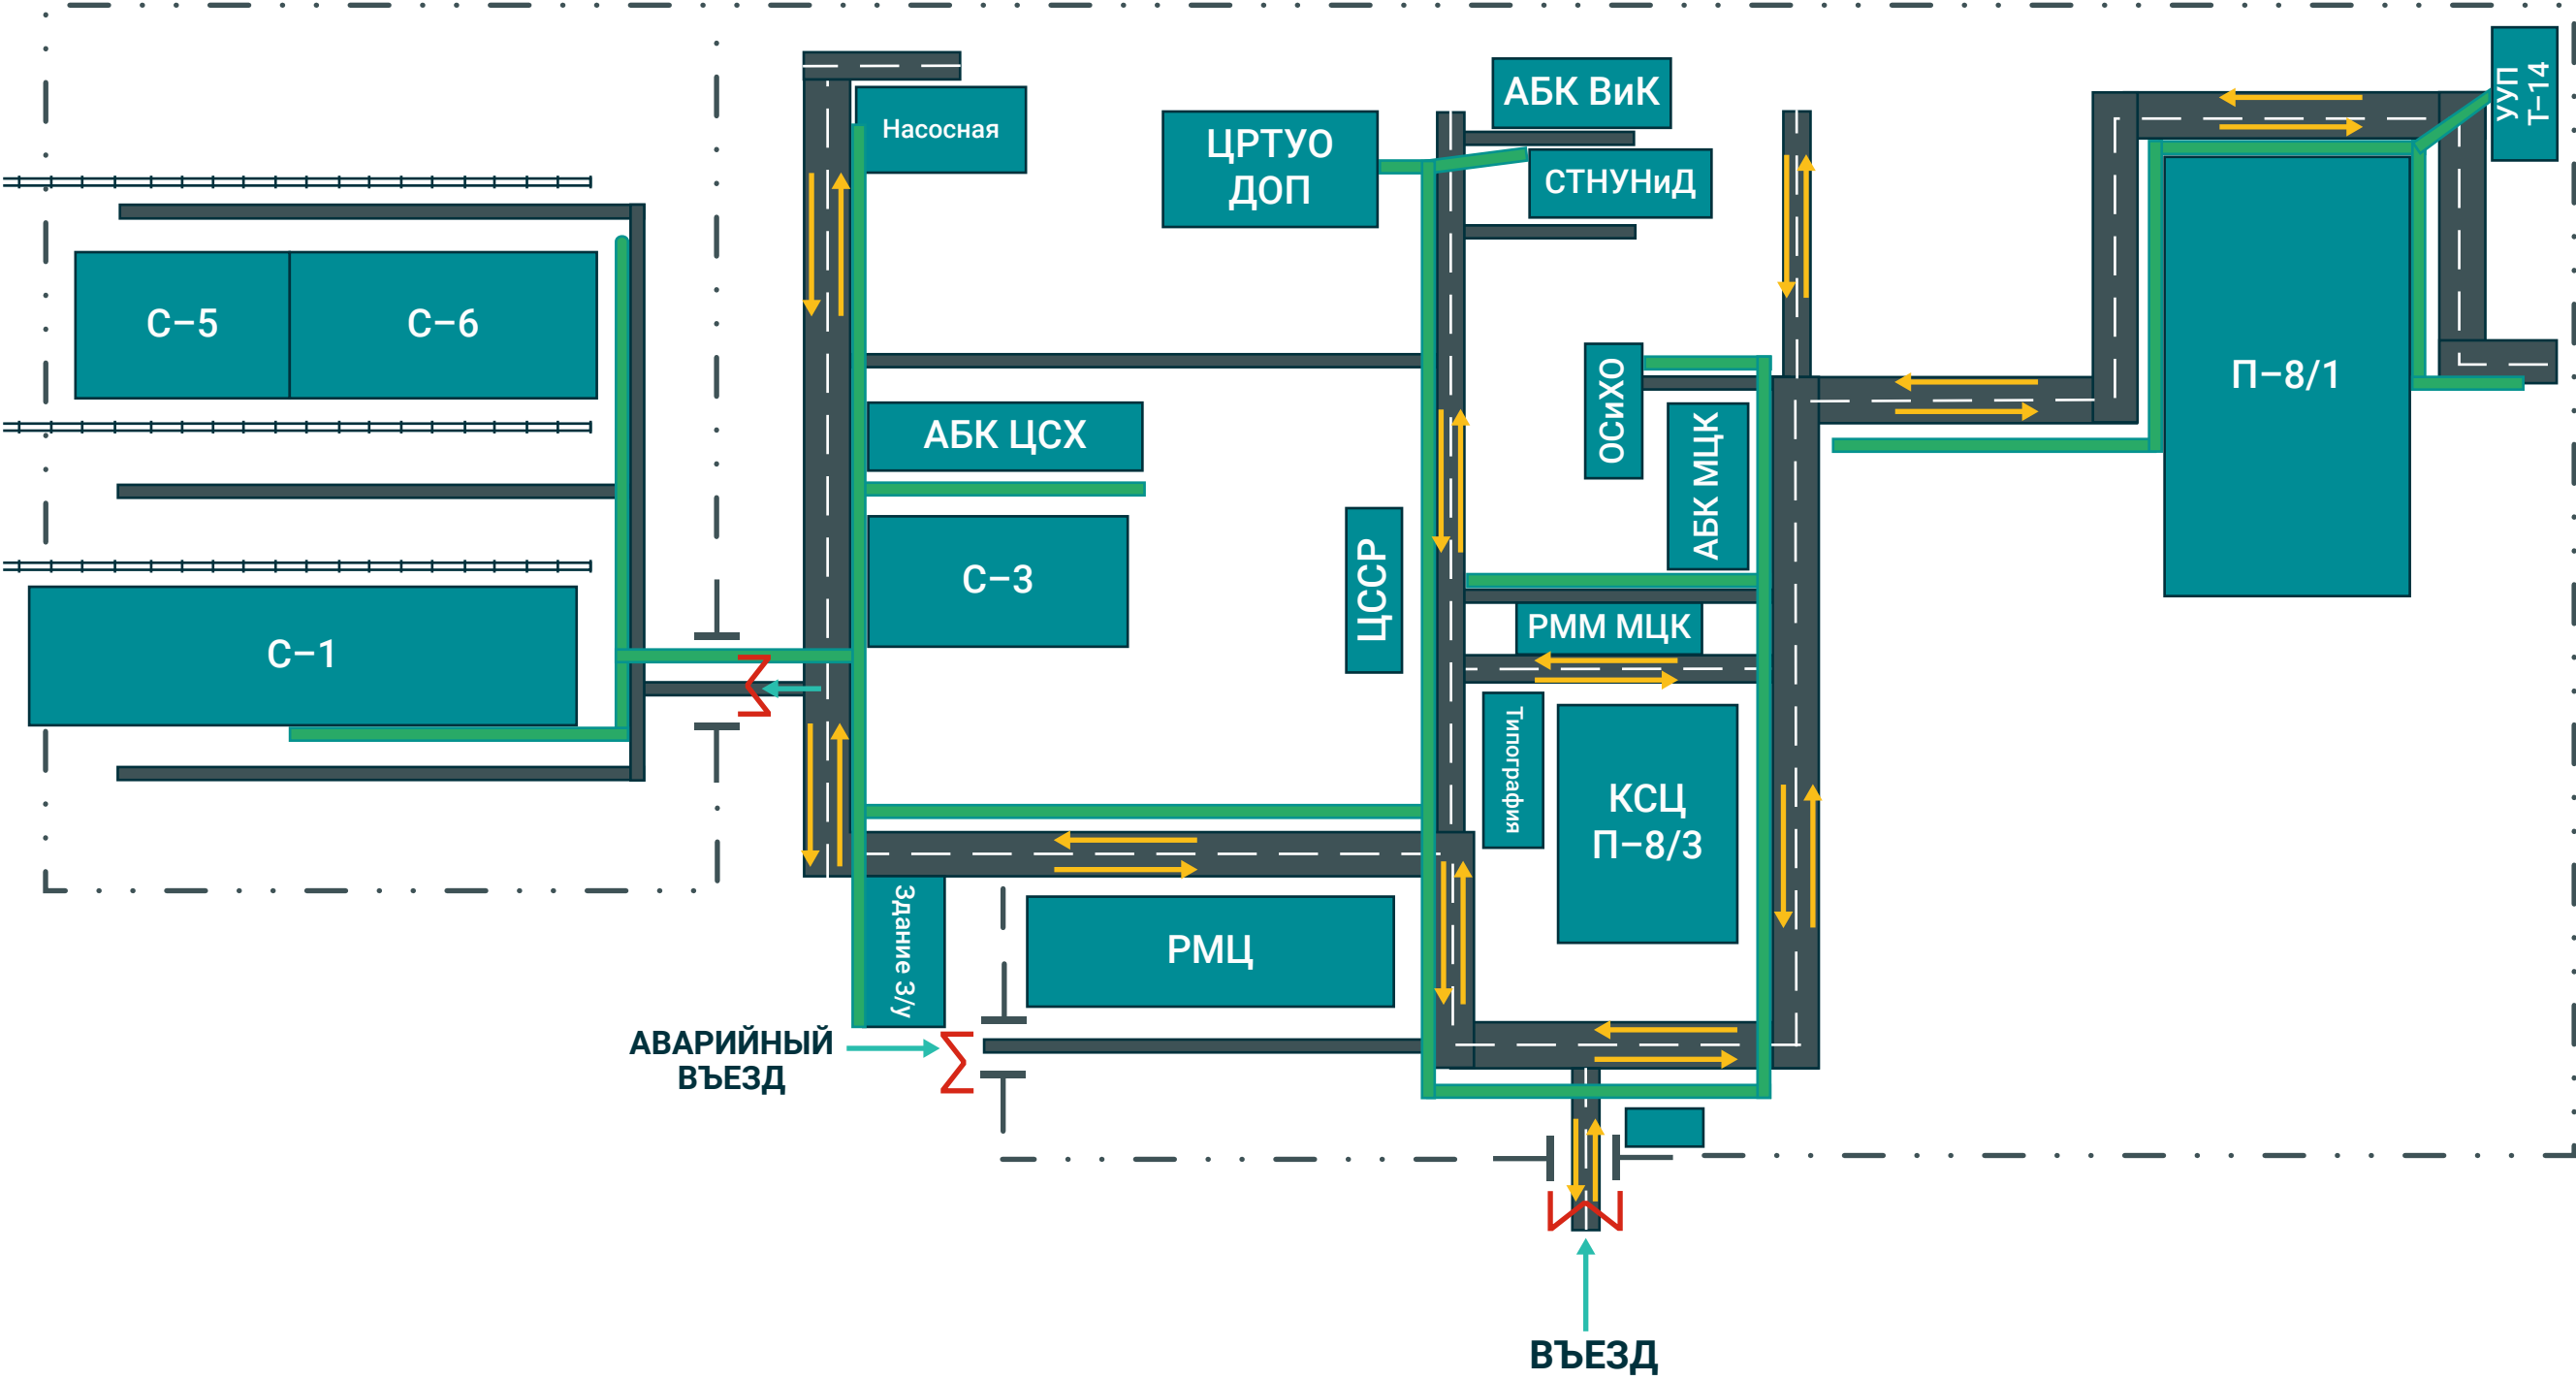 УУП
Т–14
АБК ВиК
Насосная
ЦРТУО
ДОП
СТНУНиД
С–5
С–6
П–8/1
ОСиХО
АБК ЦСХ
АБК МЦК
С–3
ЦССР
РММ МЦК
С–1
Типография
КСЦ
П–8/3
Здание З/у
РМЦ
АВАРИЙНЫЙ
ВЪЕЗД
ВЪЕЗД